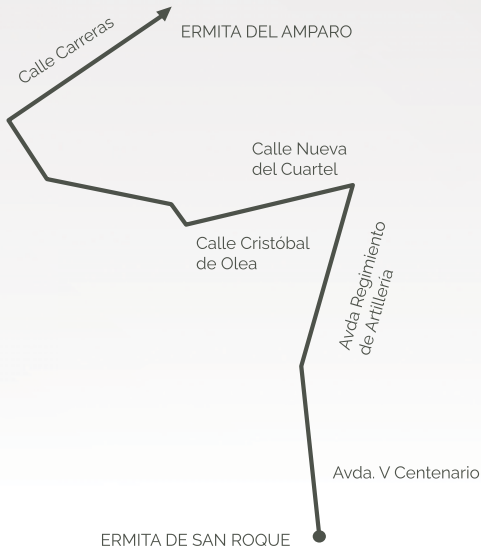 Calle Carreras
ERMITA DEL AMPARO
Calle Nueva
del Cuartel
Calle Cristóbal
de Olea
Avda Regimiento
de Artillería
Avda. V Centenario
ERMITA DE SAN ROQUE